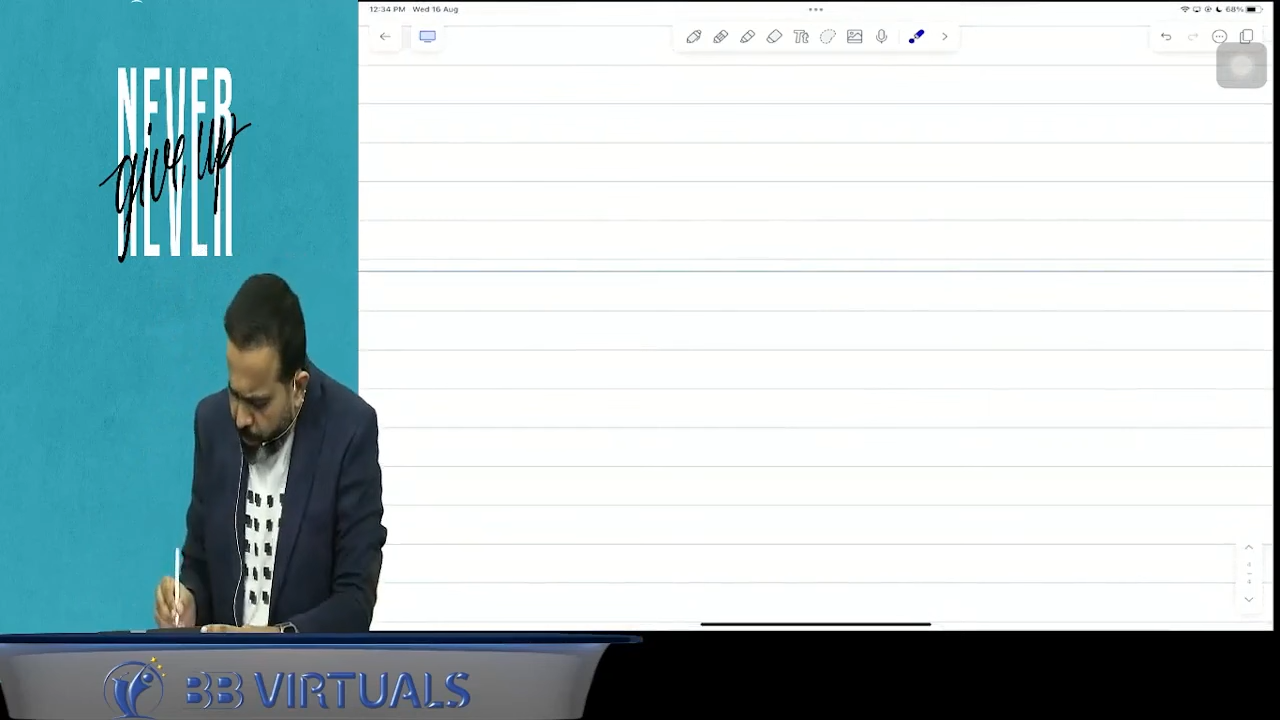 12:34 PM Wed 16 Aug
68%
NEVER
give up
NEVER
BB VIRTUALS